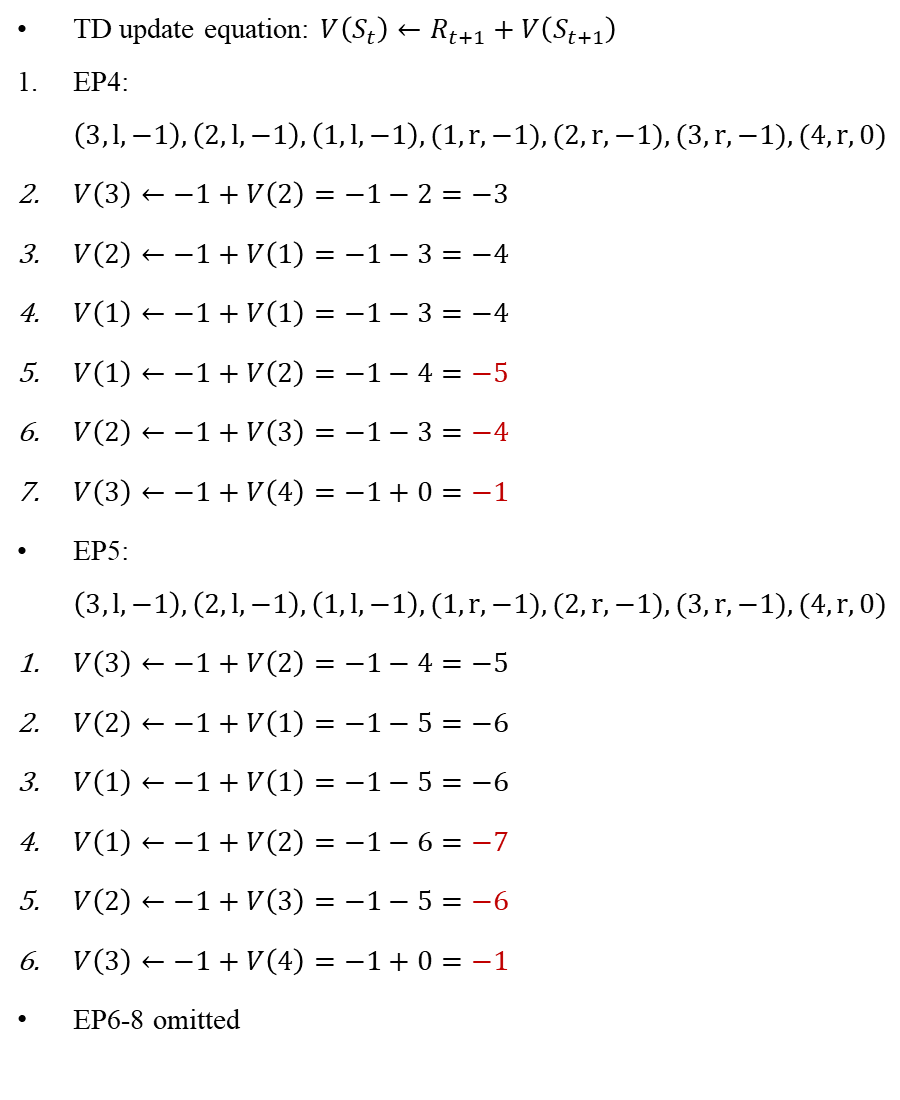 • TD update equation: V(Sₜ) ← Rₜ₊₁ + V(Sₜ₊₁)
1. EP4:
(3, l, −1), (2, l, −1), (1, l, −1), (1, r, −1), (2, r, −1), (3, r, −1), (4, r, 0)
2. V(3) ← −1 + V(2) = −1 − 2 = −3
3. V(2) ← −1 + V(1) = −1 − 3 = −4
4. V(1) ← −1 + V(1) = −1 − 3 = −4
5. V(1) ← −1 + V(2) = −1 − 4 = −5
6. V(2) ← −1 + V(3) = −1 − 3 = −4
7. V(3) ← −1 + V(4) = −1 + 0 = −1
• EP5:
(3, l, −1), (2, l, −1), (1, l, −1), (1, r, −1), (2, r, −1), (3, r, −1), (4, r, 0)
1. V(3) ← −1 + V(2) = −1 − 4 = −5
2. V(2) ← −1 + V(1) = −1 − 5 = −6
3. V(1) ← −1 + V(1) = −1 − 5 = −6
4. V(1) ← −1 + V(2) = −1 − 6 = −7
5. V(2) ← −1 + V(3) = −1 − 5 = −6
6. V(3) ← −1 + V(4) = −1 + 0 = −1
• EP6-8 omitted